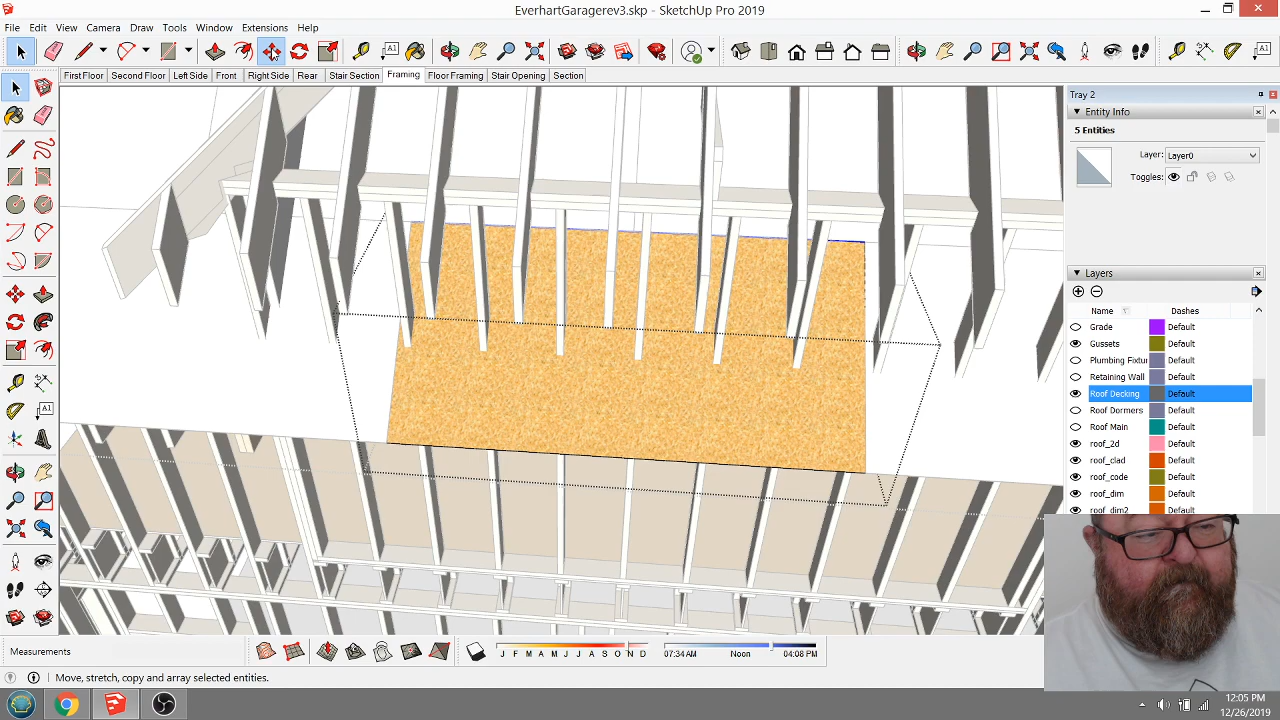 EverhartGaragerev3.skp - SketchUp Pro 2019
File Edit View Camera Draw Tools Window Extensions Help
First Floor Second Floor Left Side Front Right Side Rear Stair Section Framing Floor Framing Stair Opening Section
Tray 2
Entity Info
5 Entities
Layer: Layer0
Toggles:
Layers
Name Dashes
Grade Default
Gussets Default
Plumbing Fixtur Default
Retaining Wall Default
Roof Decking Default
Roof Dormers Default
Roof Main Default
roof_2d Default
roof_clad Default
roof_code Default
roof_dim Default
roof_dim2 Default
Measurements
J F M A M J J A S O N D
07:34 AM Noon 04:08 PM
Move, stretch, copy and array selected entities.
12:05 PM
12/26/2019